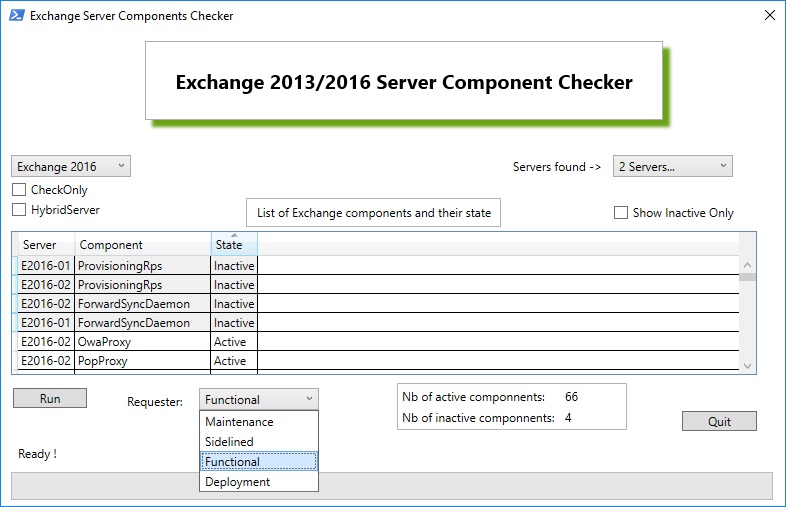 Exchange Server Components Checker
Exchange 2013/2016 Server Component Checker
Exchange 2016
Servers found ->
2 Servers...
CheckOnly
HybridServer
List of Exchange components and their state
Show Inactive Only
Server Component State
E2016-01 ProvisioningRps Inactive
E2016-02 ProvisioningRps Inactive
E2016-02 ForwardSyncDaemon Inactive
E2016-01 ForwardSyncDaemon Inactive
E2016-02 OwaProxy Active
E2016-02 PopProxy Active
Run
Requester:
Functional
Maintenance
Sidelined
Functional
Deployment
Nb of active componnents: 66
Nb of inactive componnents: 4
Quit
Ready !